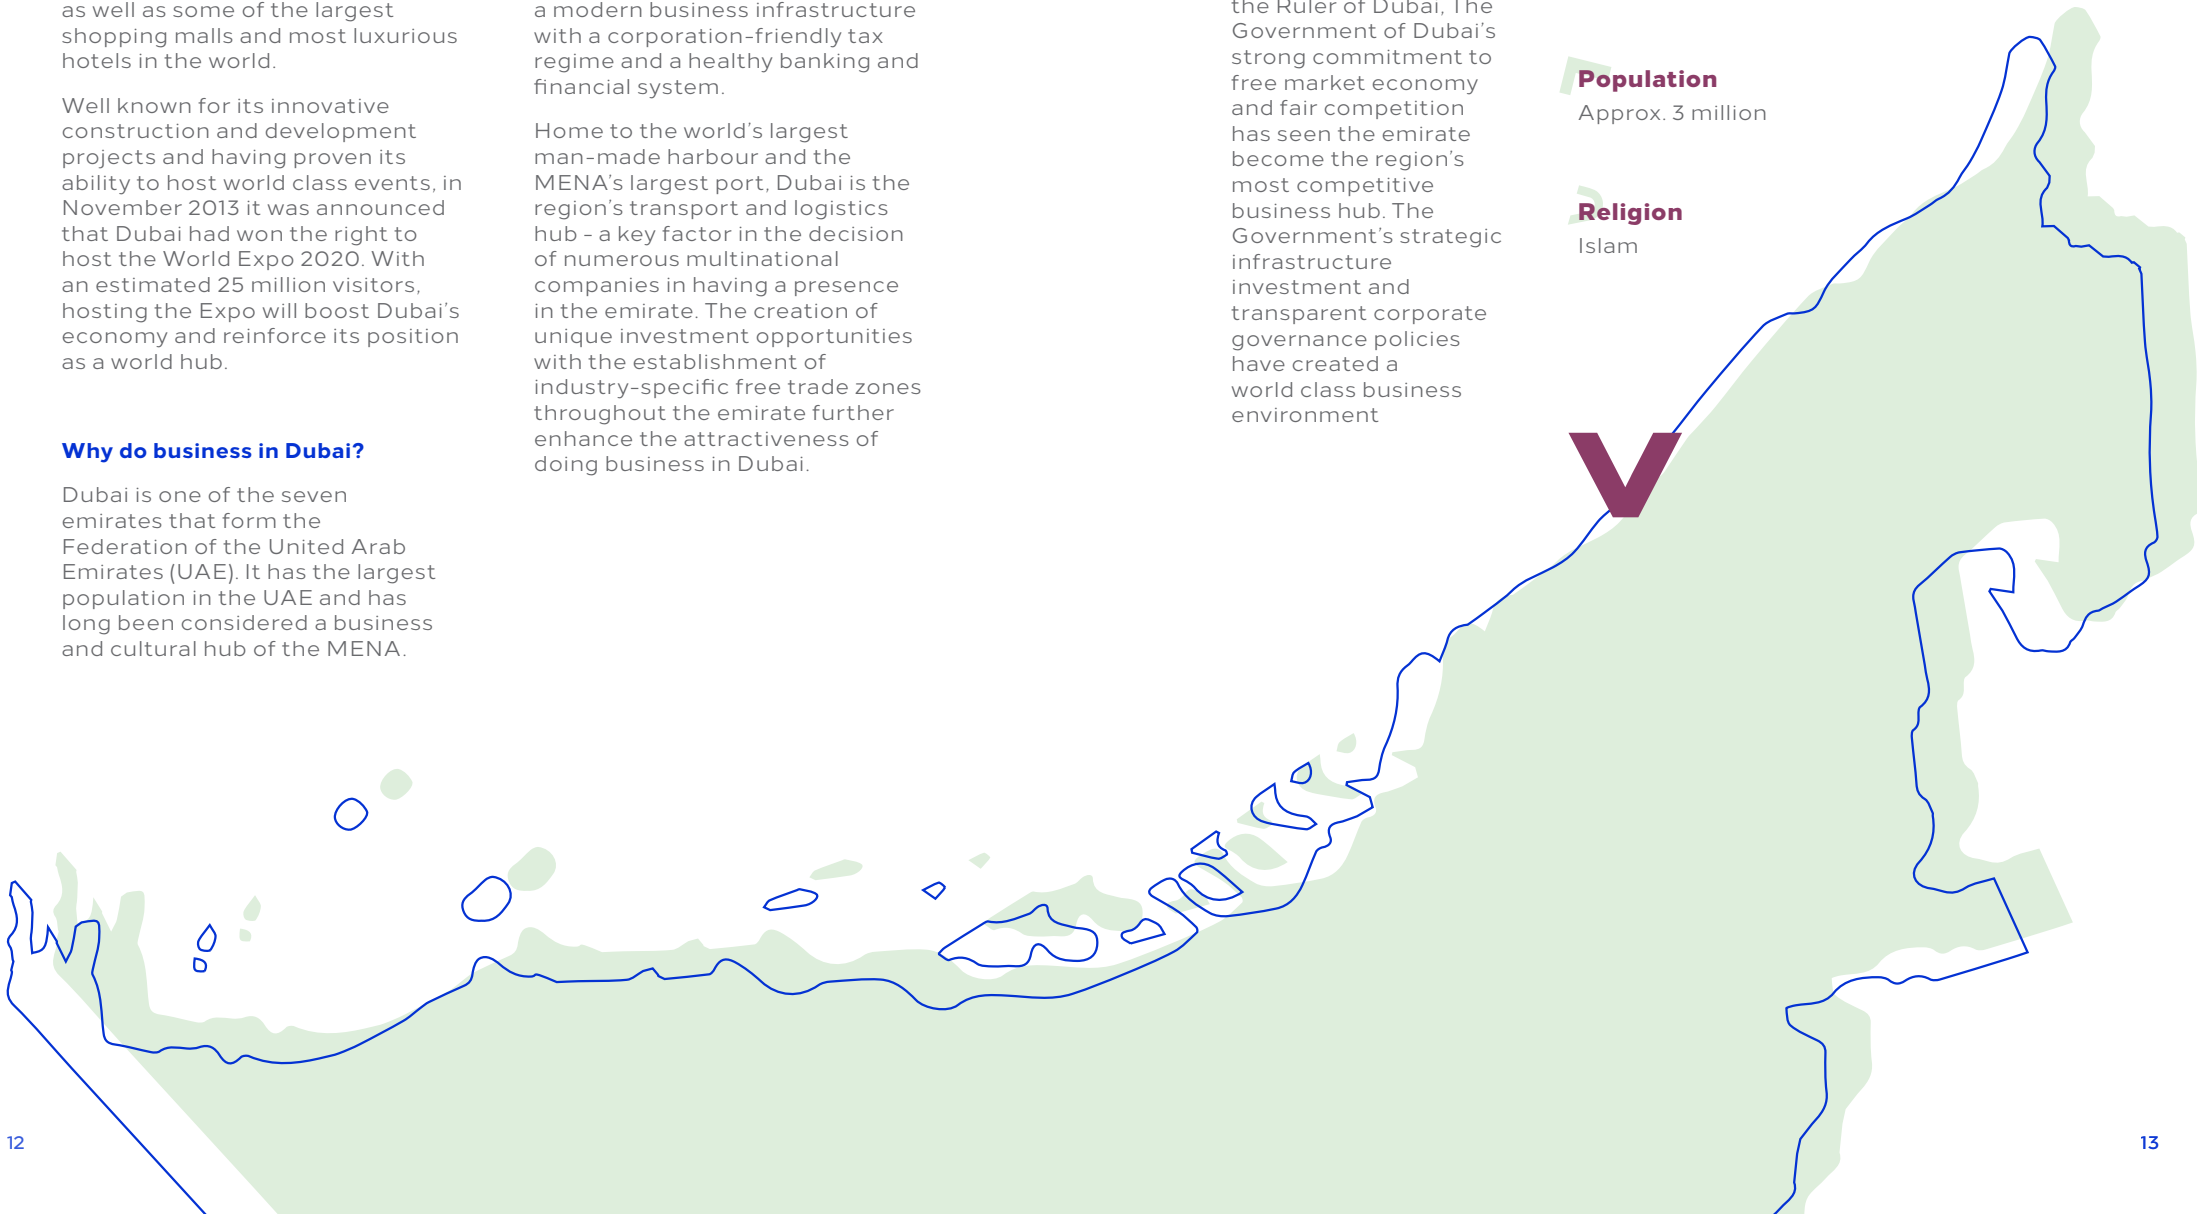 as well as some of the largest
shopping malls and most luxurious
hotels in the world.
Well known for its innovative
construction and development
projects and having proven its
ability to host world class events, in
November 2013 it was announced
that Dubai had won the right to
host the World Expo 2020. With
an estimated 25 million visitors,
hosting the Expo will boost Dubai’s
economy and reinforce its position
as a world hub.
Why do business in Dubai?
Dubai is one of the seven
emirates that form the
Federation of the United Arab
Emirates (UAE). It has the largest
population in the UAE and has
long been considered a business
and cultural hub of the MENA.
a modern business infrastructure
with a corporation-friendly tax
regime and a healthy banking and
financial system.
Home to the world’s largest
man-made harbour and the
MENA’s largest port, Dubai is the
region’s transport and logistics
hub - a key factor in the decision
of numerous multinational
companies in having a presence
in the emirate. The creation of
unique investment opportunities
with the establishment of
industry-specific free trade zones
throughout the emirate further
enhance the attractiveness of
doing business in Dubai.
the Ruler of Dubai, The
Government of Dubai’s
strong commitment to
free market economy
and fair competition
has seen the emirate
become the region’s
most competitive
business hub. The
Government’s strategic
infrastructure
investment and
transparent corporate
governance policies
have created a
world class business
environment
Population
Approx. 3 million
Religion
Islam
12
13